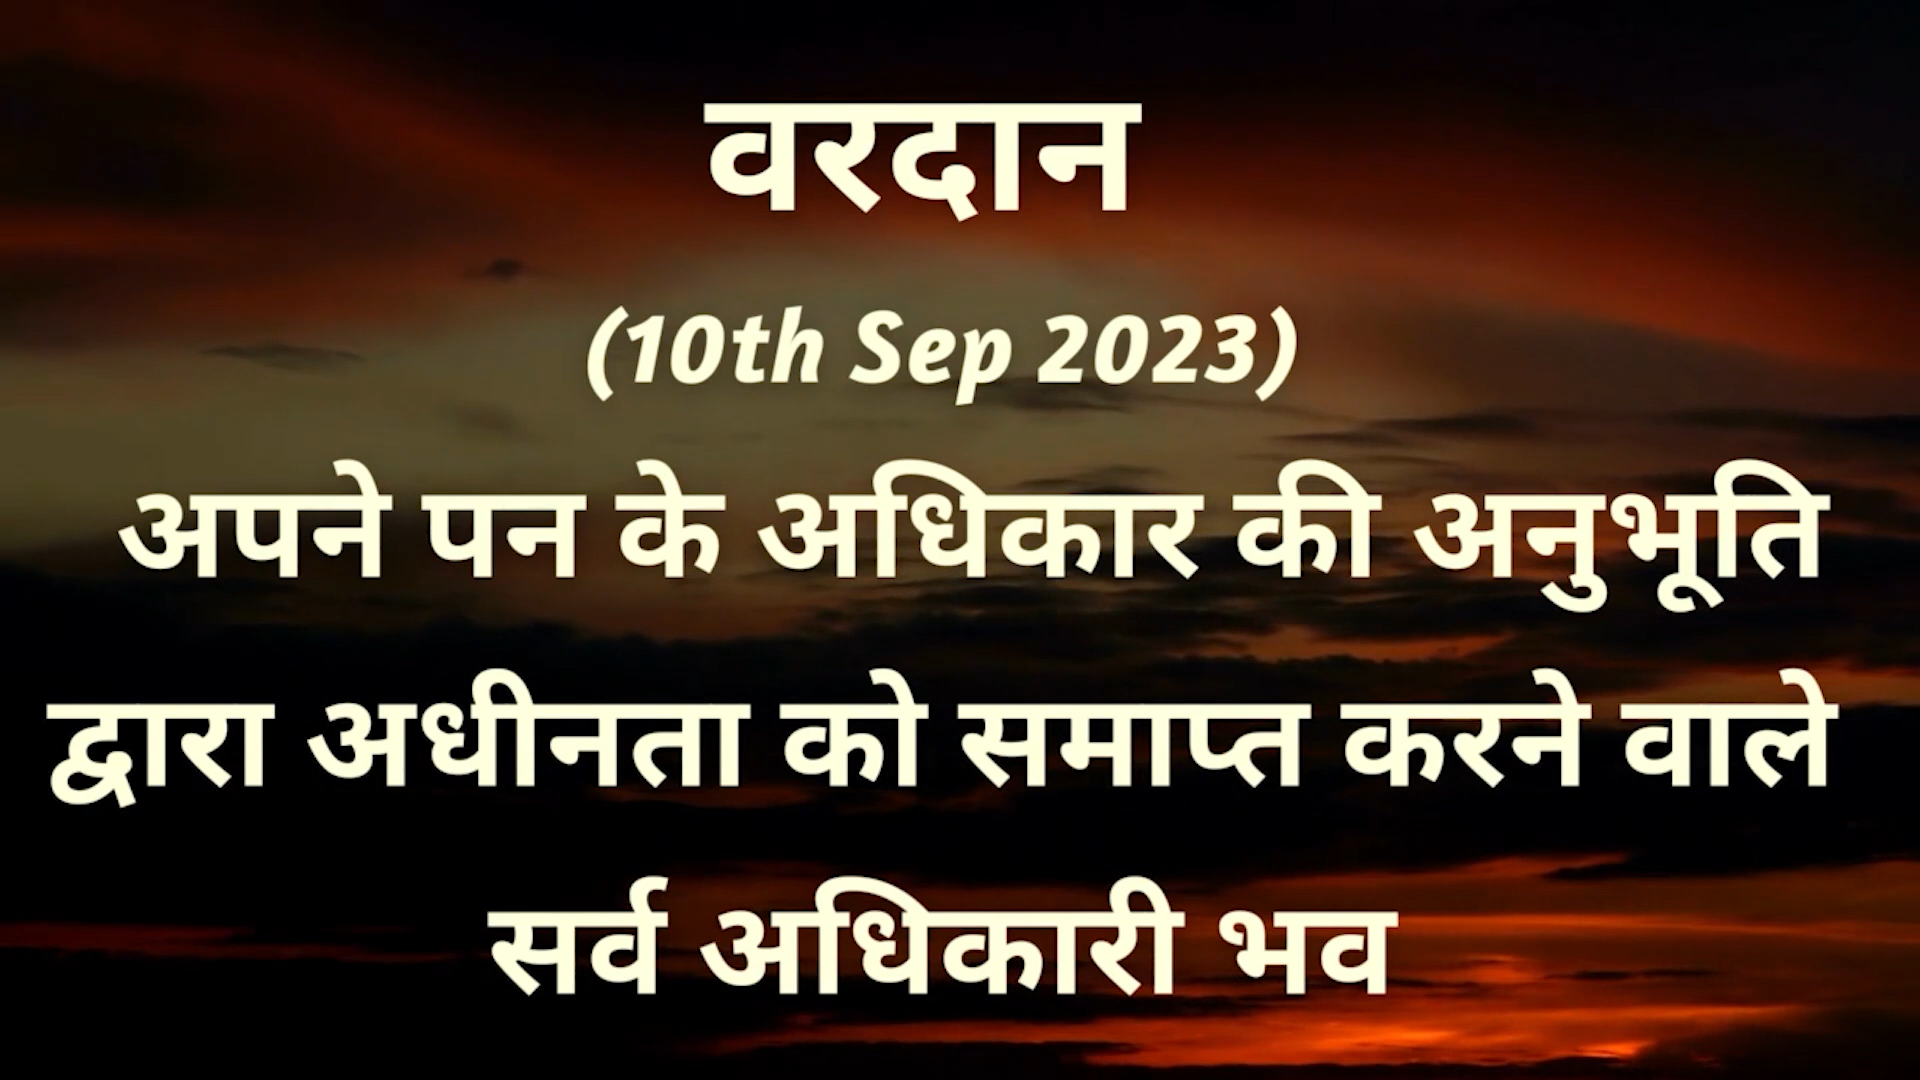 वरदान
(10th Sep 2023)
अपने पन के अधिकार की अनुभूति
द्वारा अधीनता को समाप्त करने वाले
सर्व अधिकारी भव